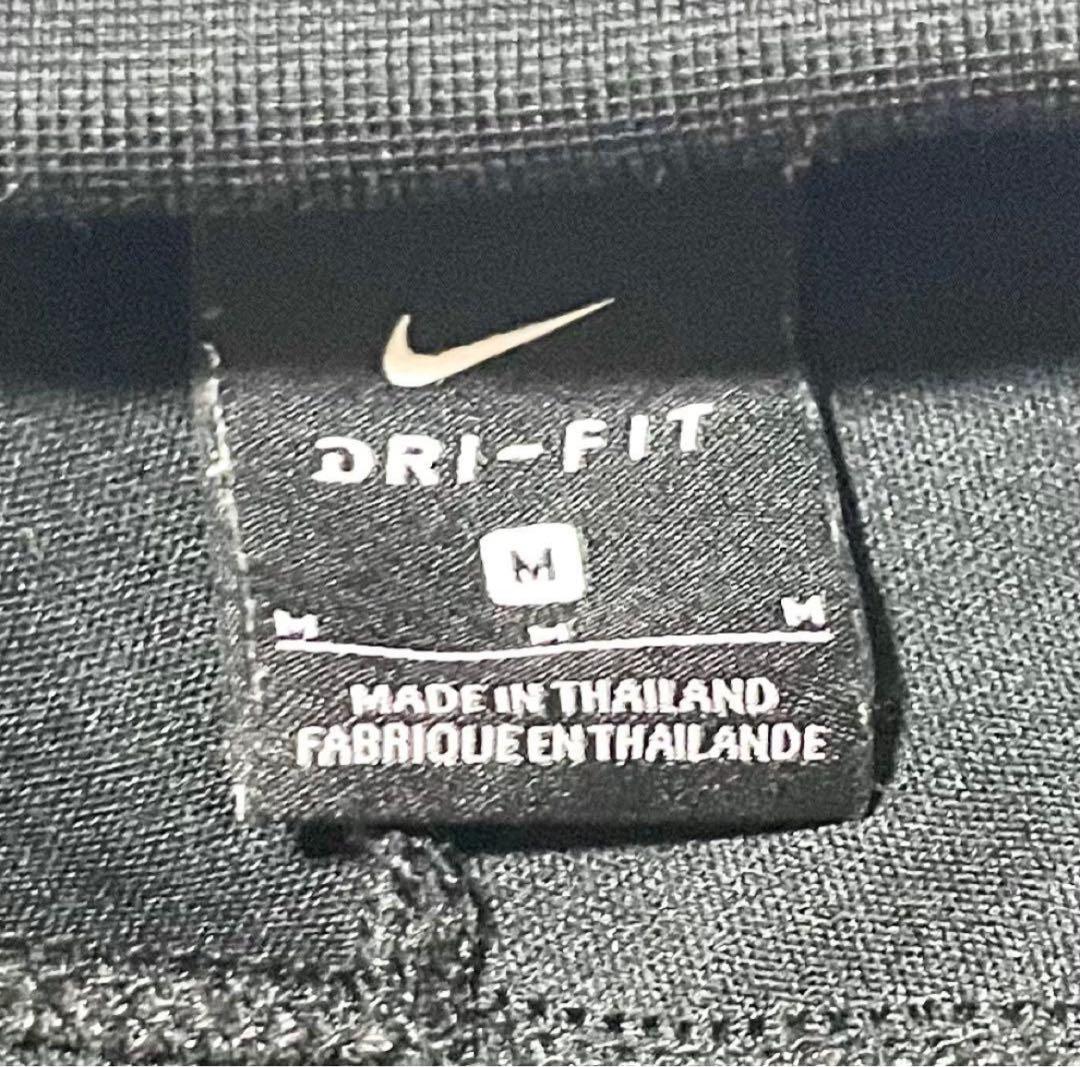 DRI-FIT
M
M M M
MADE IN THAILAND
FABRIQUE EN THAILANDE